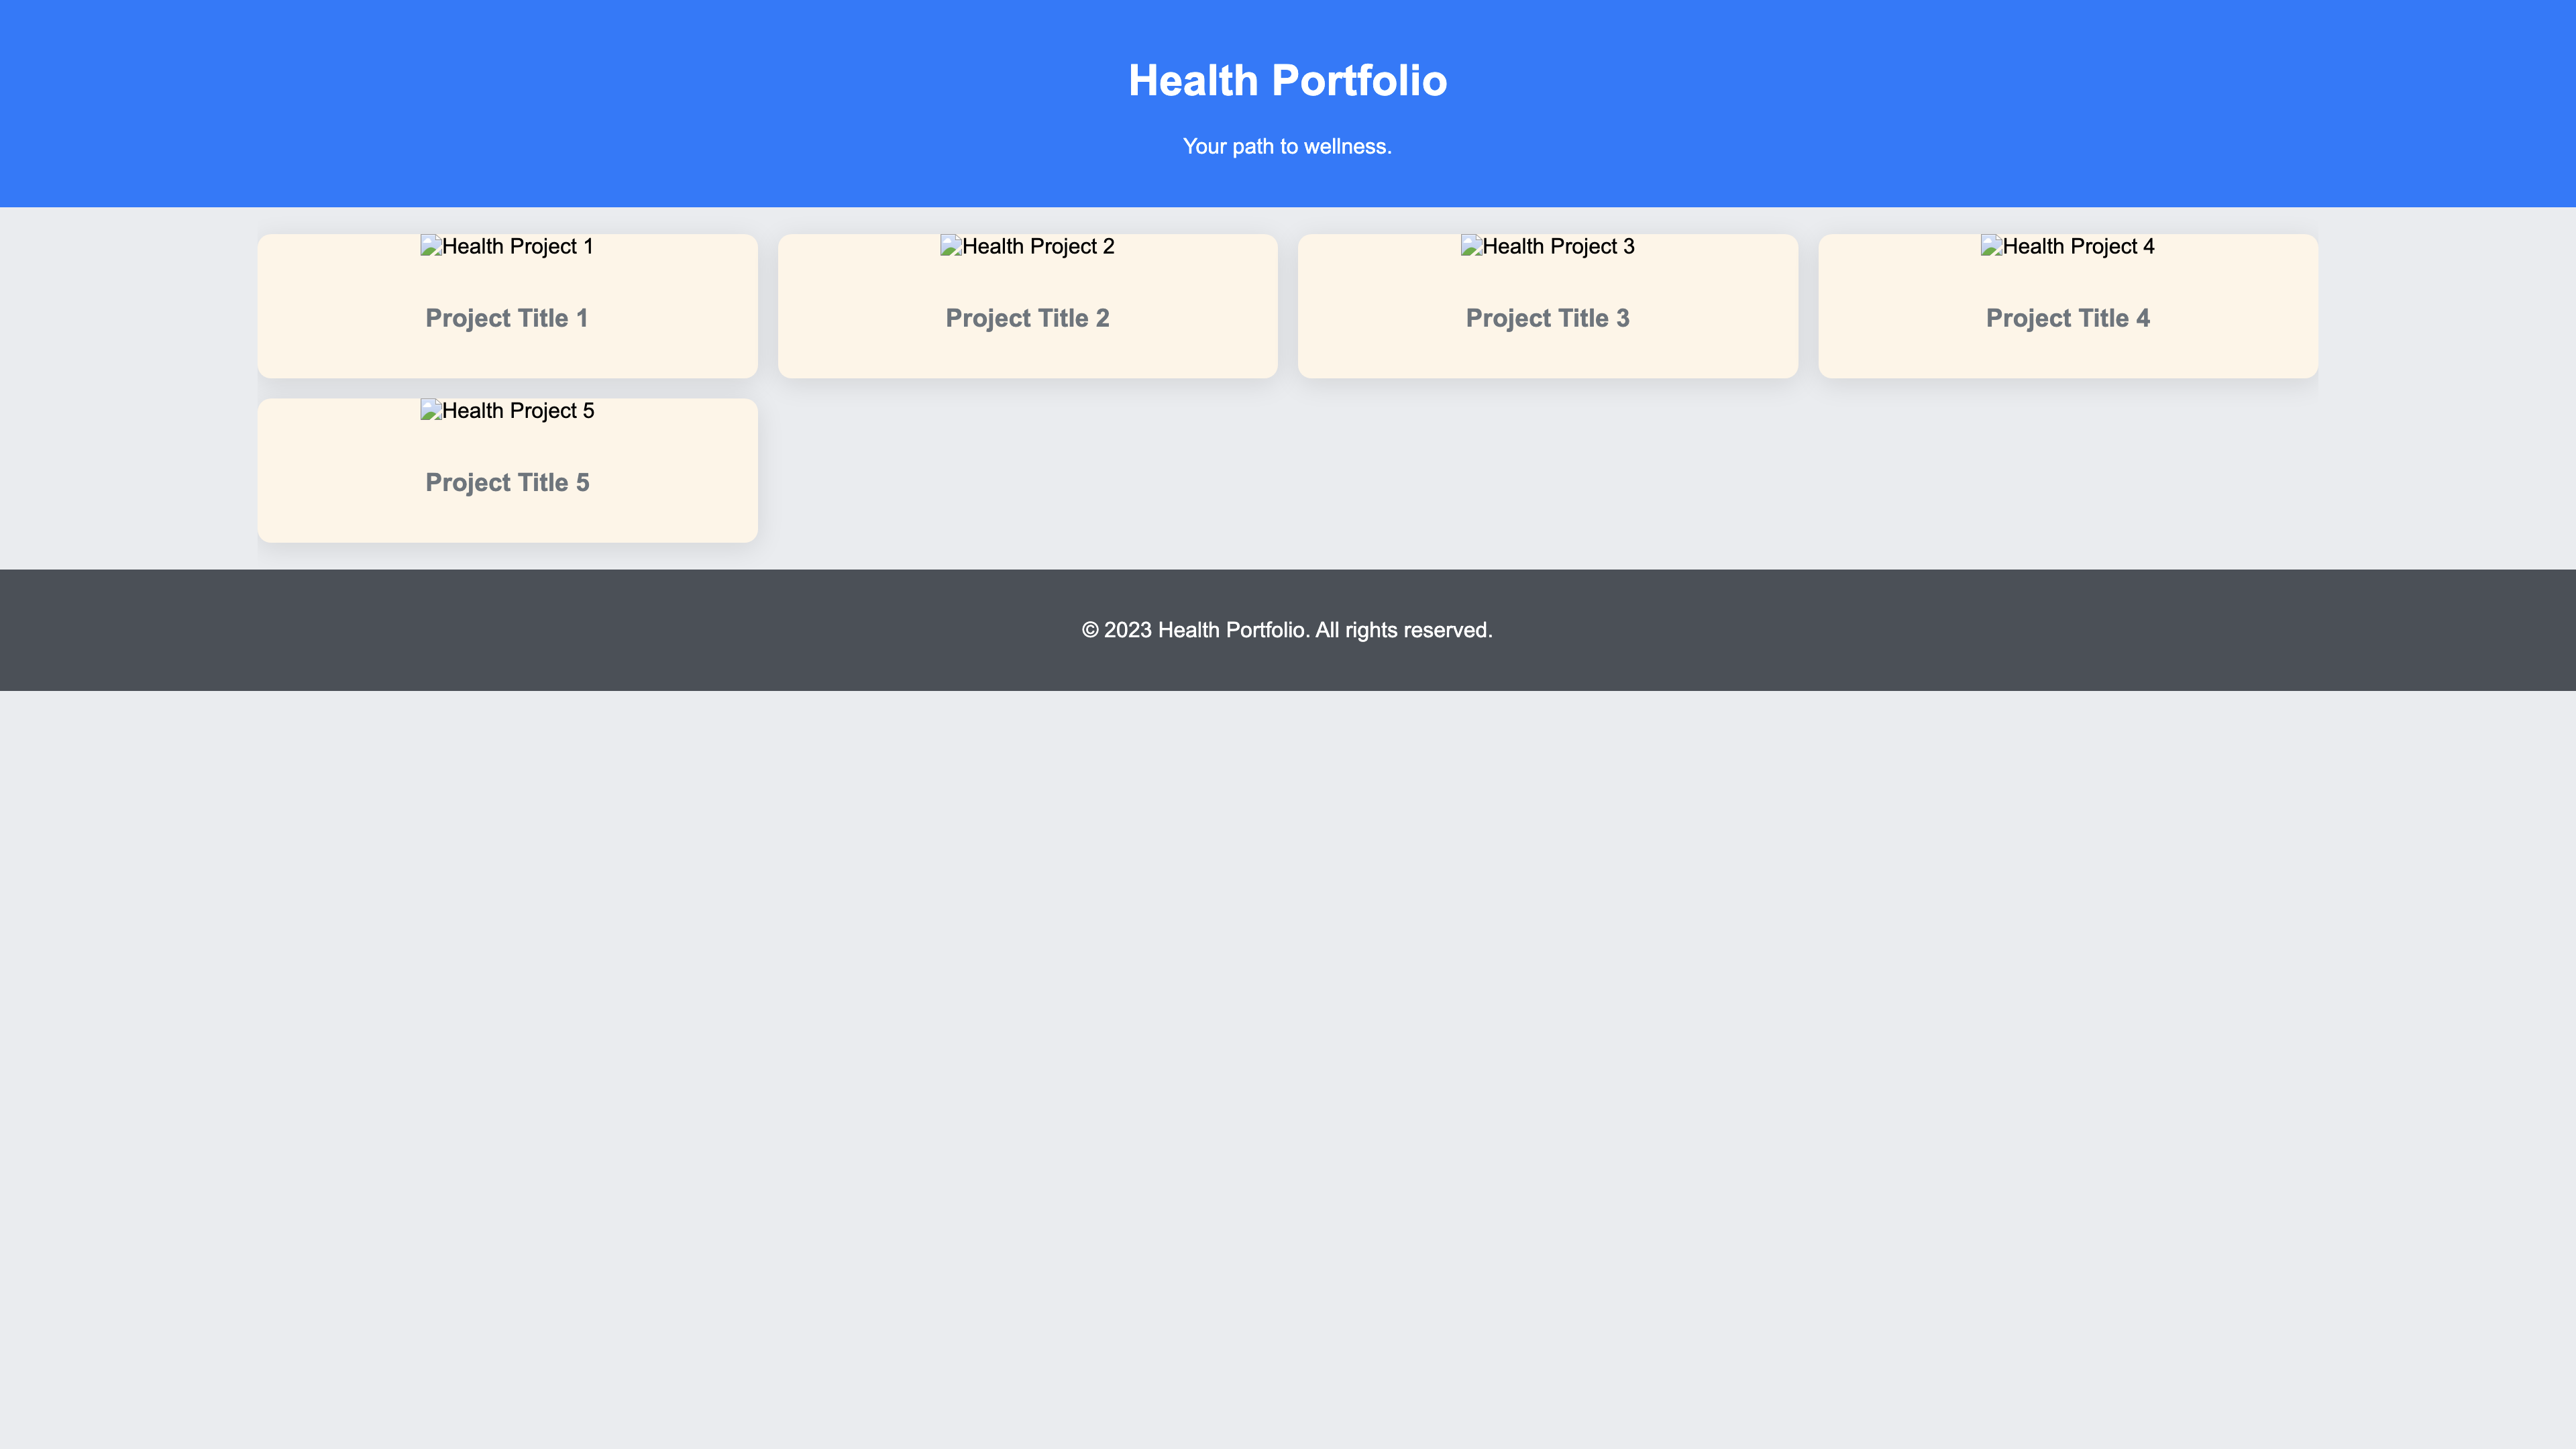 Health Portfolio
Your path to wellness.
Health Project 1
Health Project 2
Health Project 3
Health Project 4
Project Title 1
Project Title 2
Project Title 3
Project Title 4
Health Project 5
Project Title 5
© 2023 Health Portfolio. All rights reserved.